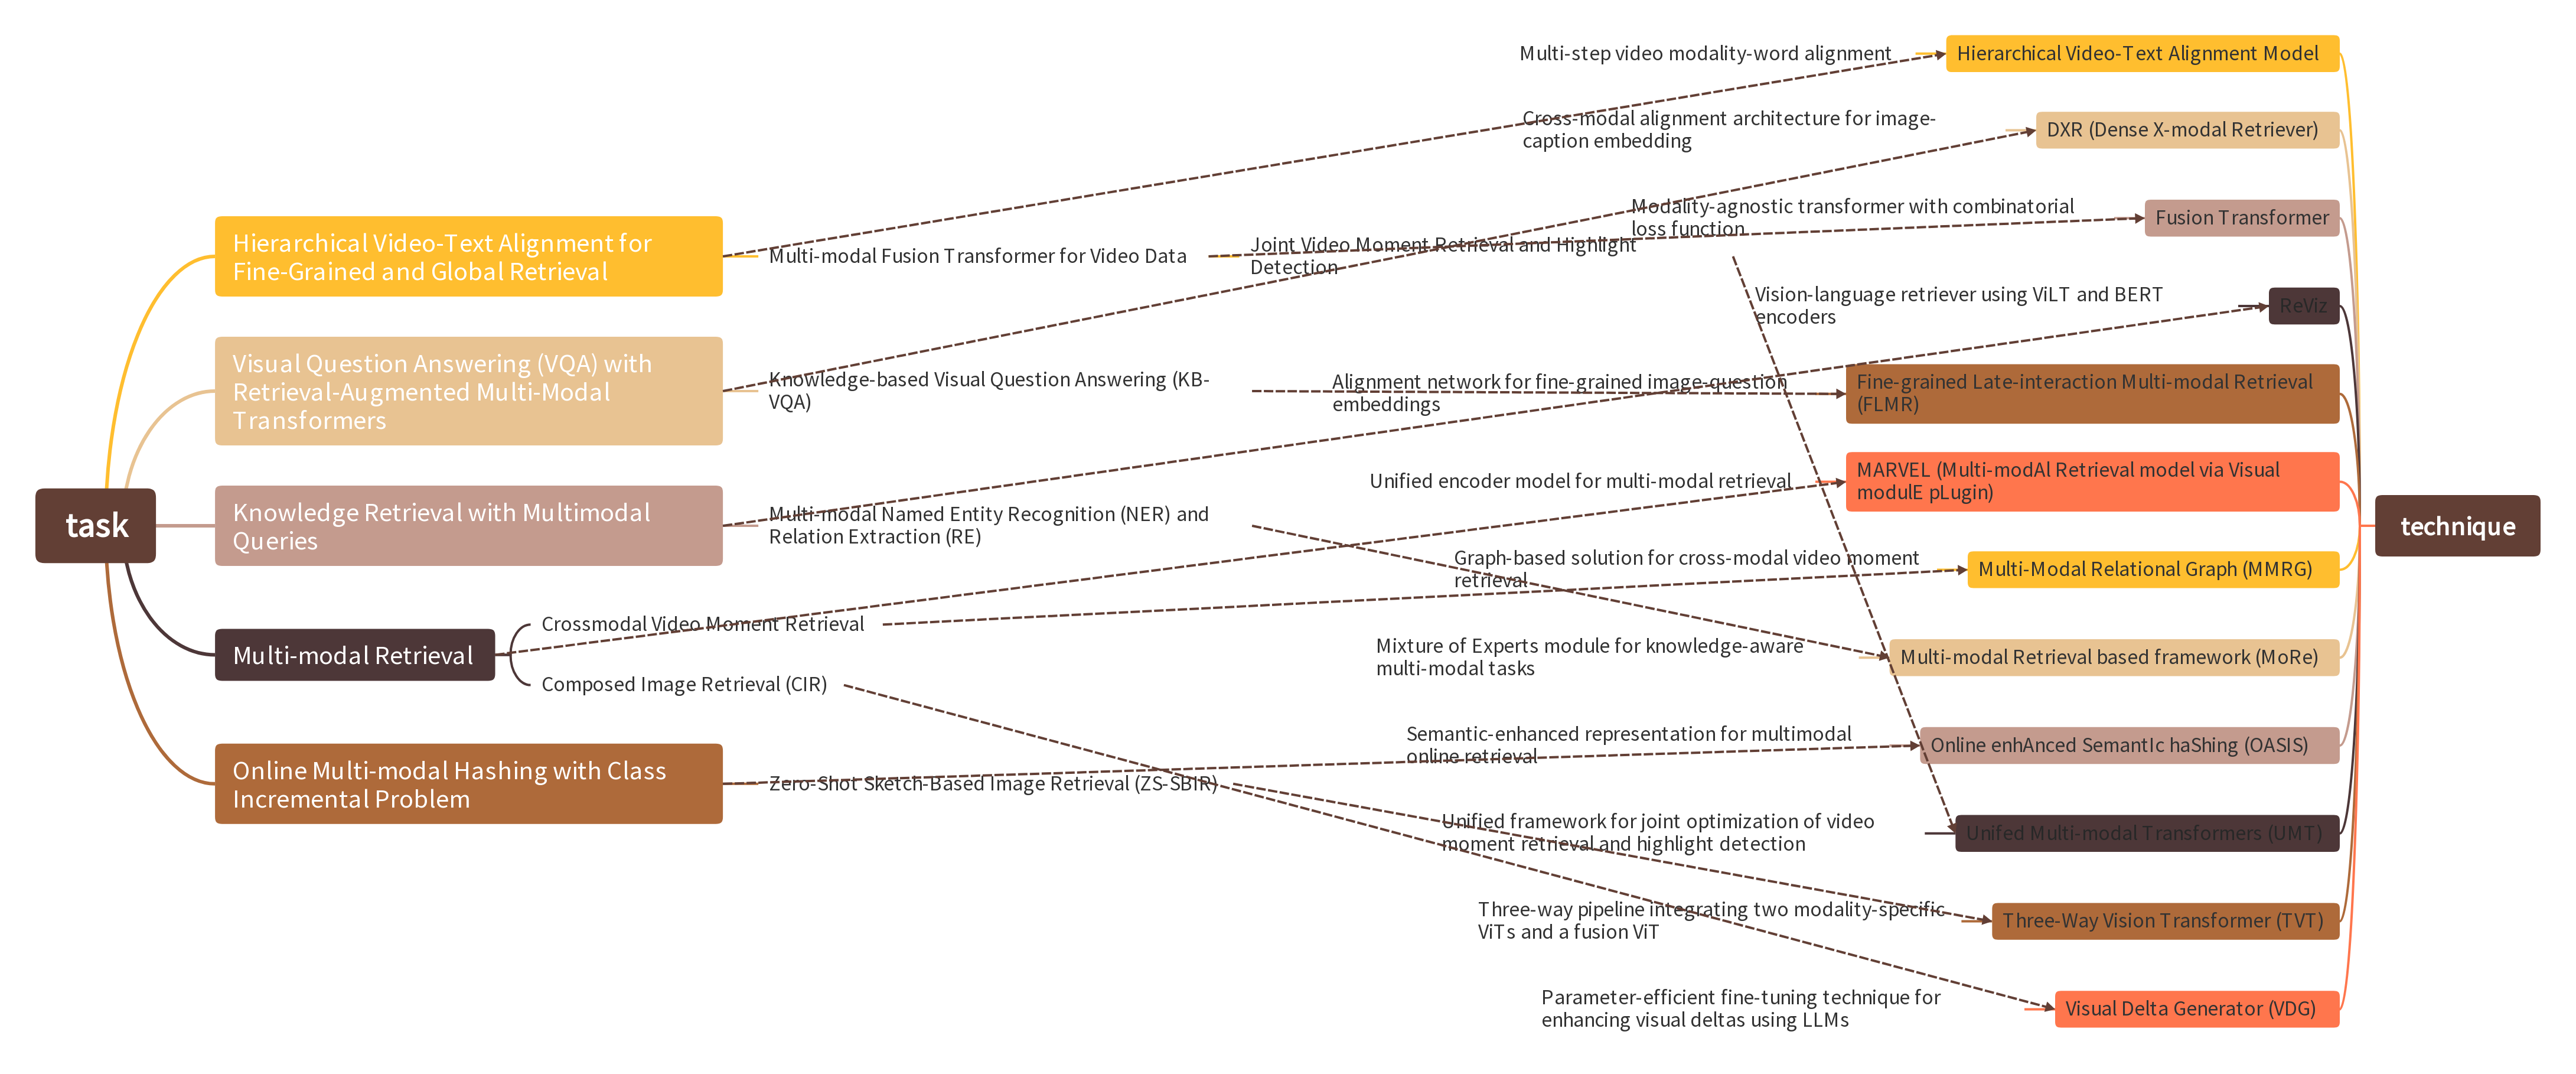 task
Hierarchical Video-Text Alignment for
Fine-Grained and Global Retrieval
Multi-modal Fusion Transformer for Video Data
Joint Video Moment Retrieval and Highlight
Detection
Visual Question Answering (VQA) with
Retrieval-Augmented Multi-Modal
Transformers
Knowledge-based Visual Question Answering (KB-
VQA)
Knowledge Retrieval with Multimodal
Queries
Multi-modal Named Entity Recognition (NER) and
Relation Extraction (RE)
Multi-modal Retrieval
Crossmodal Video Moment Retrieval
Composed Image Retrieval (CIR)
Online Multi-modal Hashing with Class
Incremental Problem
Zero-Shot Sketch-Based Image Retrieval (ZS-SBIR)
Multi-step video modality-word alignment
Hierarchical Video-Text Alignment Model
Cross-modal alignment architecture for image-
caption embedding
DXR (Dense X-modal Retriever)
Modality-agnostic transformer with combinatorial
loss function
Fusion Transformer
Vision-language retriever using ViLT and BERT
encoders
ReViz
Alignment network for fine-grained image-question
embeddings
Fine-grained Late-interaction Multi-modal Retrieval
(FLMR)
Unified encoder model for multi-modal retrieval
MARVEL (Multi-modAl Retrieval model via Visual
modulE pLugin)
Graph-based solution for cross-modal video moment
retrieval
Multi-Modal Relational Graph (MMRG)
Mixture of Experts module for knowledge-aware
multi-modal tasks
Multi-modal Retrieval based framework (MoRe)
Semantic-enhanced representation for multimodal
online retrieval
Online enhAnced SemantIc haShing (OASIS)
Unified framework for joint optimization of video
moment retrieval and highlight detection
Unifed Multi-modal Transformers (UMT)
Three-way pipeline integrating two modality-specific
ViTs and a fusion ViT
Three-Way Vision Transformer (TVT)
Parameter-efficient fine-tuning technique for
enhancing visual deltas using LLMs
Visual Delta Generator (VDG)
technique